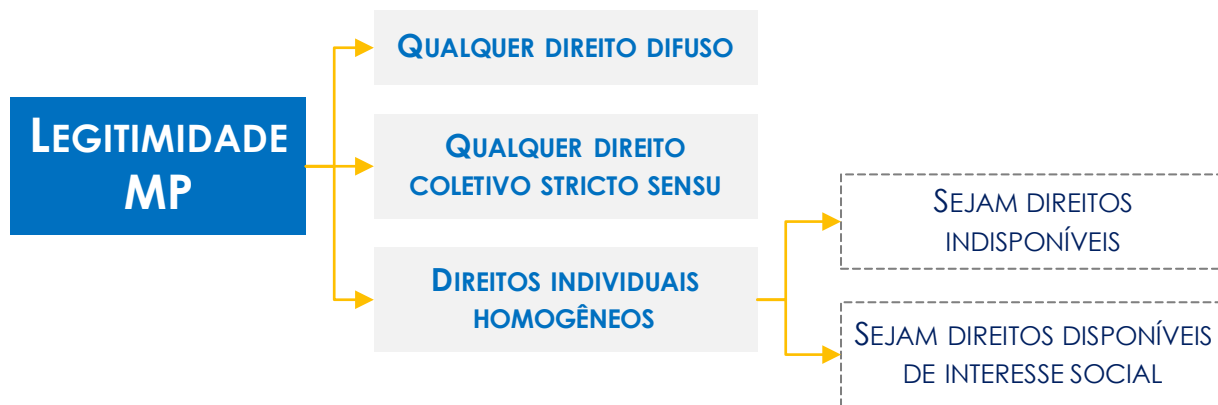 LEGITIMIDADE
MP
QUALQUER DIREITO DIFUSO
QUALQUER DIREITO
COLETIVO STRICTO SENSU
DIREITOS INDIVIDUAIS
HOMOGÊNEOS
SEJAM DIREITOS
INDISPONÍVEIS
SEJAM DIREITOS DISPONÍVEIS
DE INTERESSE SOCIAL